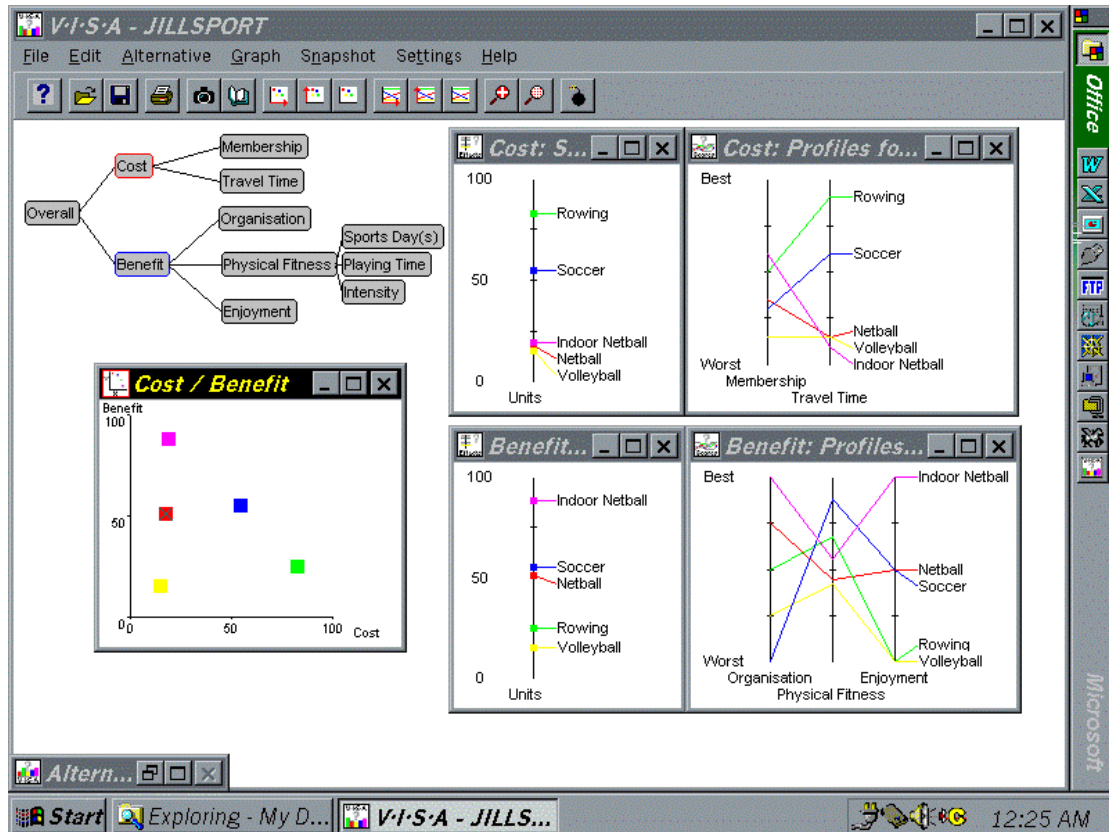 V·I·S·A - JILLSPORT
File Edit Alternative Graph Snapshot Settings Help
Office
Overall
Cost
Membership
Travel Time
Benefit
Organisation
Physical Fitness
Sports Day(s)
Playing Time
Intensity
Enjoyment
Cost: S...
100
50
0
Rowing
Soccer
Indoor Netball
Netball
Volleyball
Units
Cost: Profiles fo...
Best
Worst
Rowing
Soccer
Netball
Volleyball
Indoor Netball
Membership
Travel Time
Cost / Benefit
Benefit
100
50
0
0
50
100
Cost
Benefit...
100
50
0
Indoor Netball
Soccer
Netball
Rowing
Volleyball
Units
Benefit: Profiles...
Best
Worst
Indoor Netball
Netball
Soccer
Rowing
Volleyball
Organisation
Enjoyment
Physical Fitness
FTP
Microsoft
Altern...
Start
Exploring - My D...
V·I·S·A - JILLS...
12:25 AM